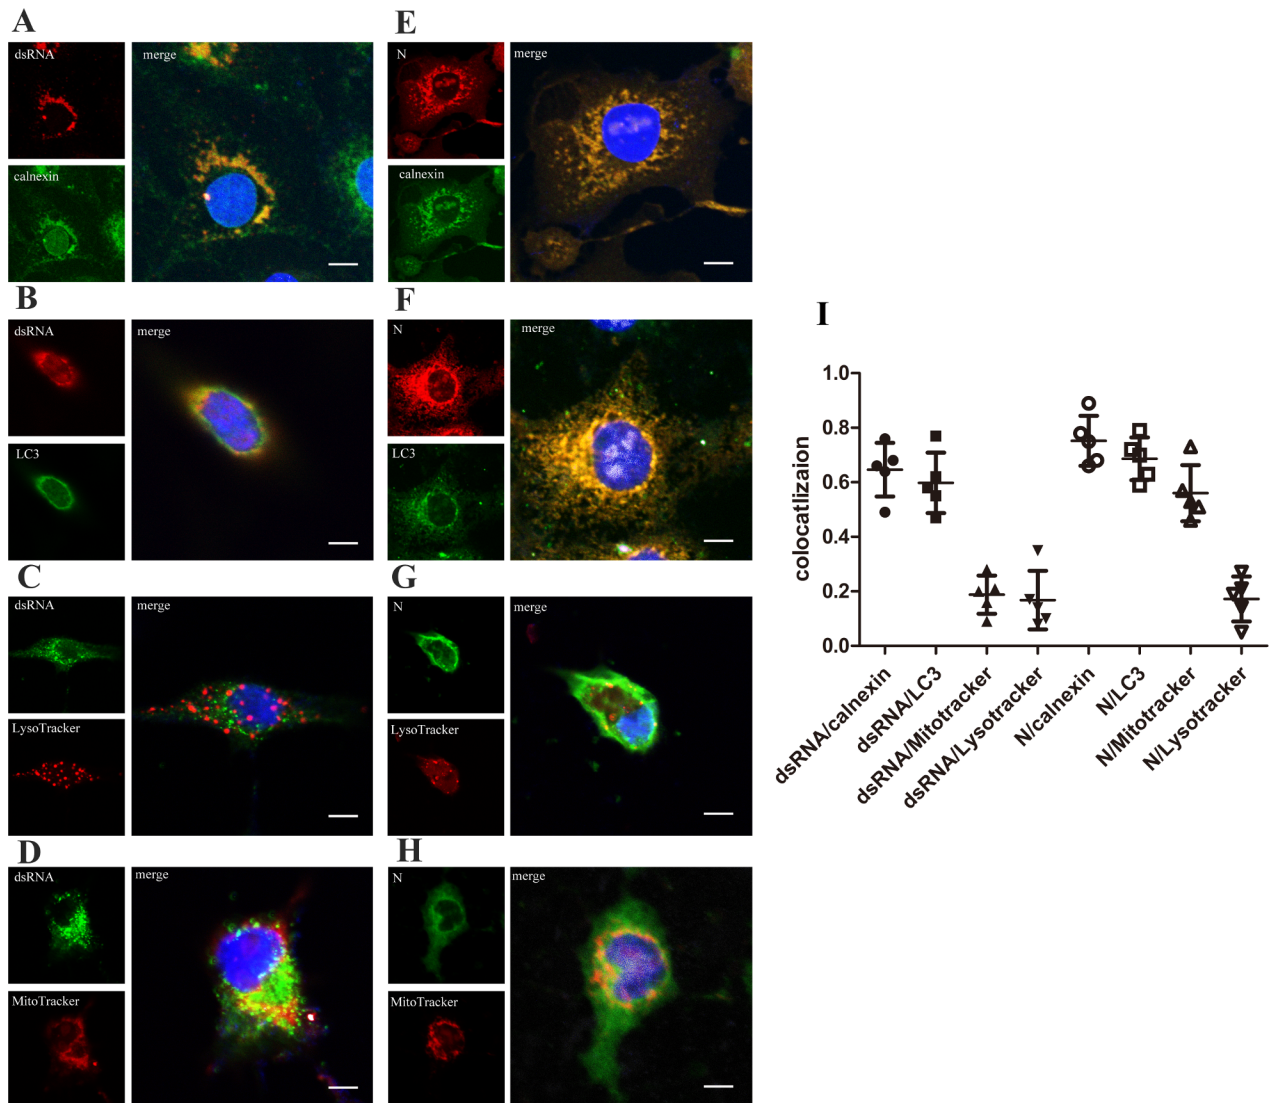 A
dsRNA
merge
calnexin
E
N
merge
calnexin
B
dsRNA
merge
LC3
F
N
merge
LC3
C
dsRNA
merge
LysoTracker
G
N
merge
LysoTracker
D
dsRNA
merge
MitoTracker
H
N
merge
MitoTracker
I
colocatlizaion
1.0
0.8
0.6
0.4
0.2
0.0
dsRNA/calnexin
dsRNA/LC3
dsRNA/Mitotracker
dsRNA/Lysotracker
N/calnexin
N/LC3
N/Mitotracker
N/Lysotracker